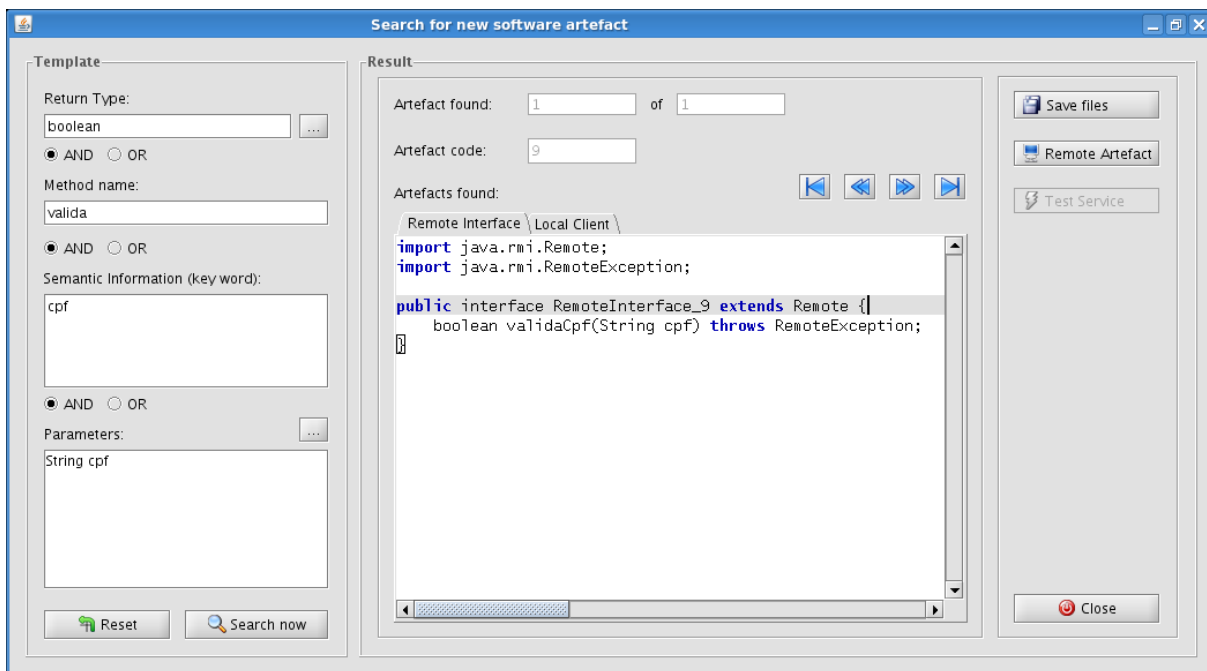 Search for new software artefact
Template
Return Type:
boolean
...
AND OR
Method name:
valida
AND OR
Semantic Information (key word):
cpf
AND OR
Parameters:
...
String cpf
Reset
Search now
Result
Artefact found: 1 of 1
Artefact code: 9
Artefacts found:
Remote Interface Local Client
import java.rmi.Remote;
import java.rmi.RemoteException;
public interface RemoteInterface_9 extends Remote {
boolean validaCpf(String cpf) throws RemoteException;
}
Save files
Remote Artefact
Test Service
Close